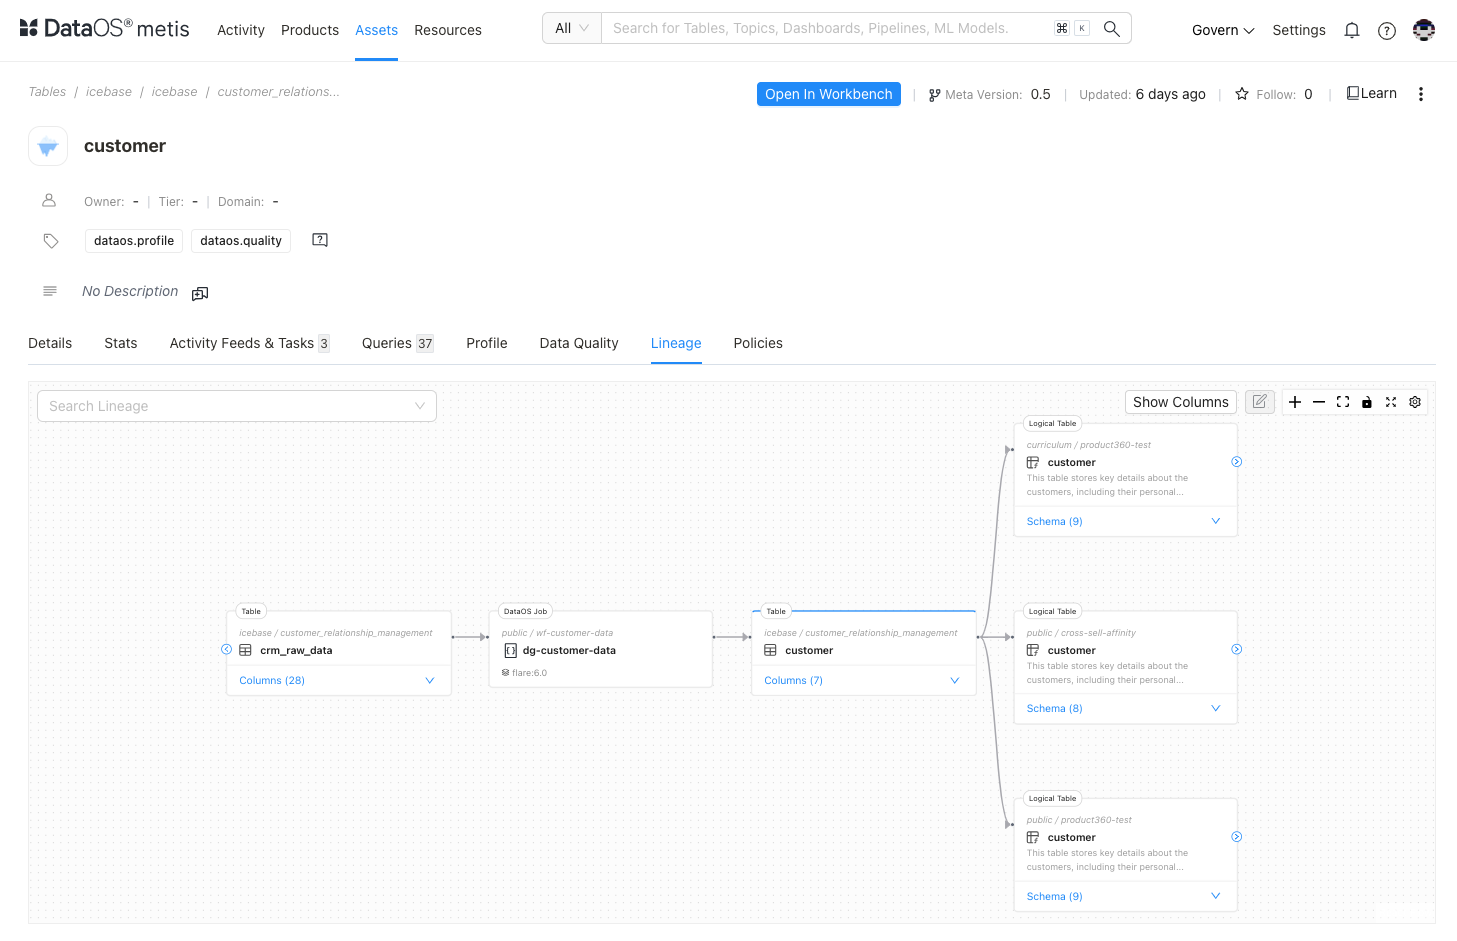 DataOS® metis
Activity Products Assets Resources
All Search for Tables, Topics, Dashboards, Pipelines, ML Models. ⌘ K
Govern Settings
Tables / icebase / icebase / customer_relations...
Open In Workbench | Meta Version: 0.5 | Updated: 6 days ago | Follow: 0 | Learn
customer
Owner: - | Tier: - | Domain: -
dataos.profile dataos.quality
No Description
Details Stats Activity Feeds & Tasks 3 Queries 37 Profile Data Quality Lineage Policies
Search Lineage
Show Columns
Logical Table
curriculum / product360-test
customer
This table stores key details about the
customers, including their personal...
Schema (9)
Table
icebase / customer_relationship_management
crm_raw_data
Columns (28)
DataOS Job
public / wf-customer-data
dg-customer-data
flare:6.0
Table
icebase / customer_relationship_management
customer
Columns (7)
Logical Table
public / cross-sell-affinity
customer
This table stores key details about the
customers, including their personal...
Schema (8)
Logical Table
public / product360-test
customer
This table stores key details about the
customers, including their personal...
Schema (9)